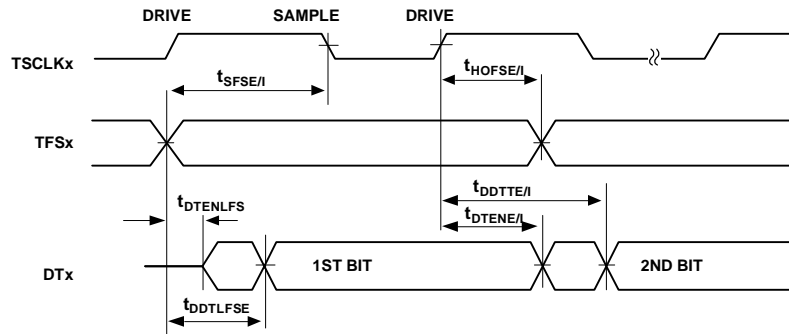 DRIVE SAMPLE DRIVE
TSCLKx
tSFSE/I tHOFSE/I
TFSx
tDDTTE/I
tDTENLFS tDTENE/I
DTx 1ST BIT 2ND BIT
tDDTLFSE